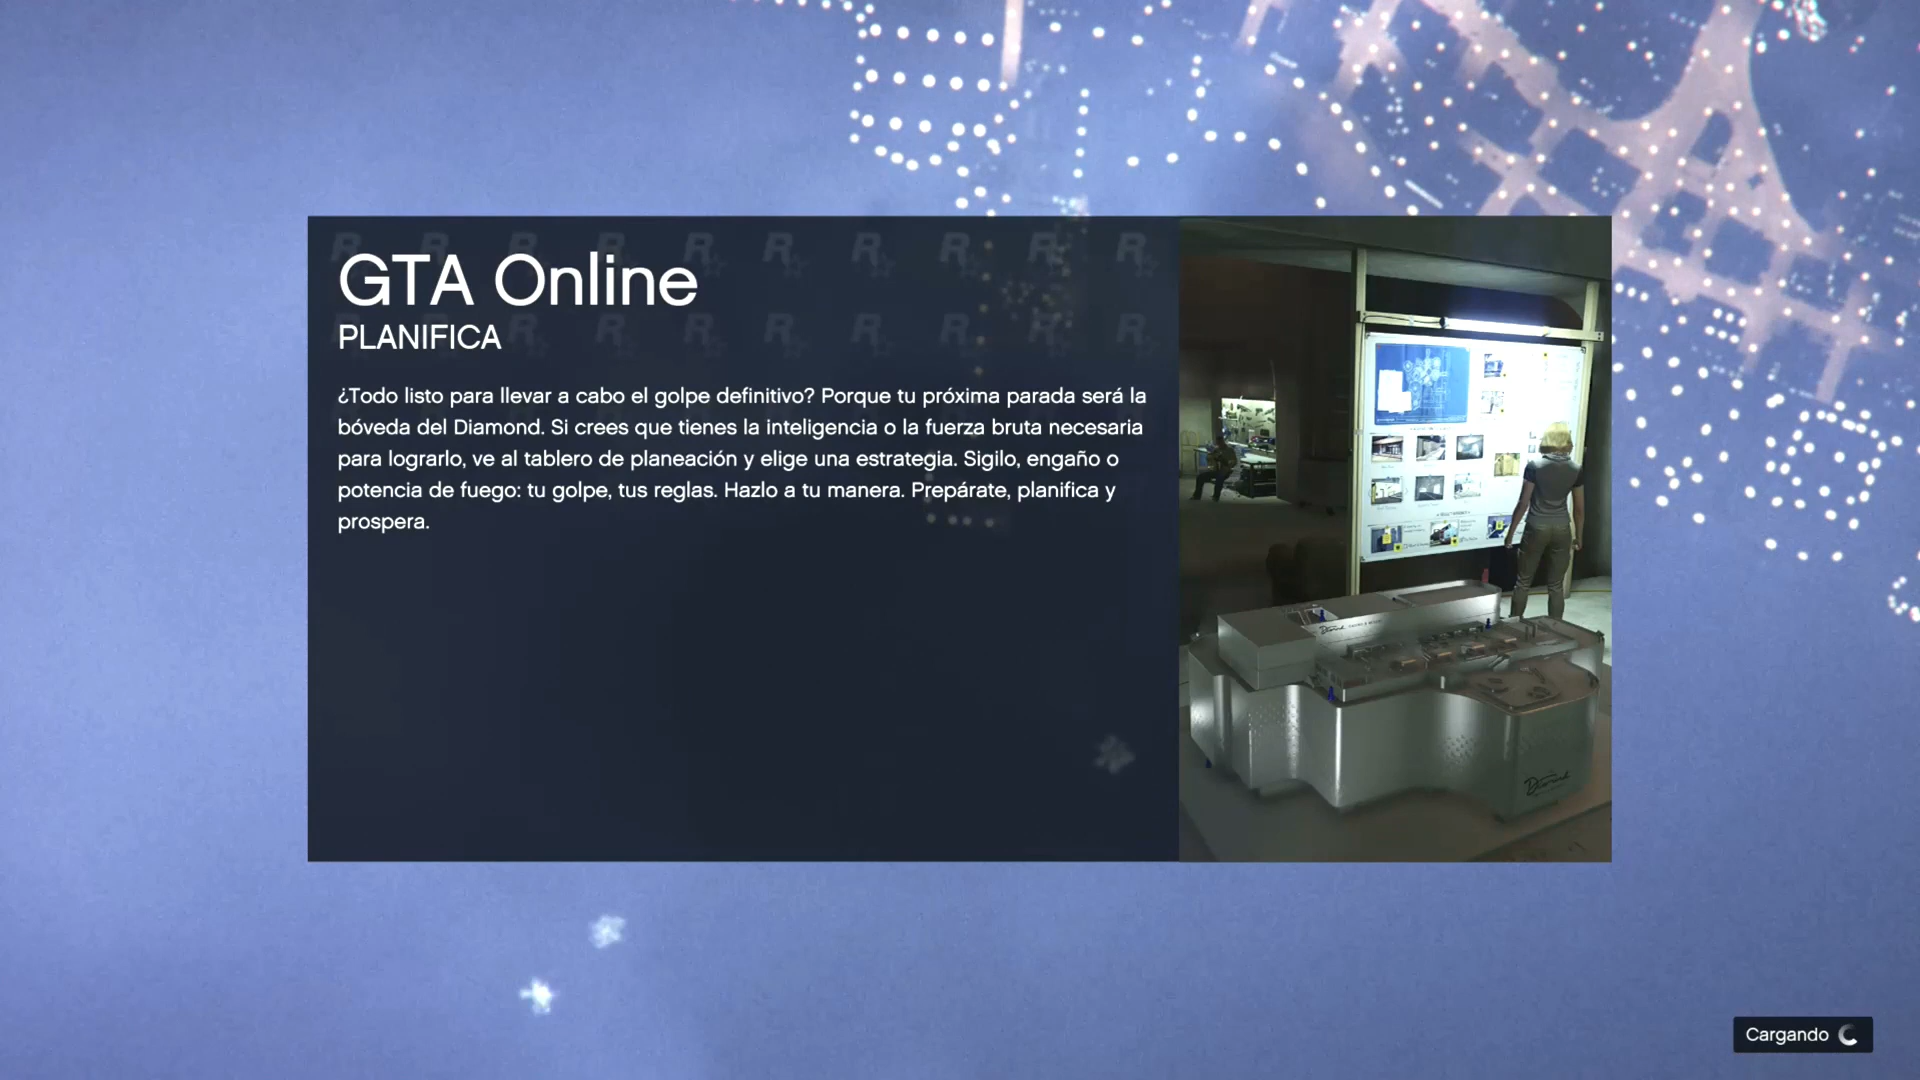 GTA Online
PLANIFICA
¿Todo listo para llevar a cabo el golpe definitivo? Porque tu próxima parada será la
bóveda del Diamond. Si crees que tienes la inteligencia o la fuerza bruta necesaria
para lograrlo, ve al tablero de planeación y elige una estrategia. Sigilo, engaño o
potencia de fuego: tu golpe, tus reglas. Hazlo a tu manera. Prepárate, planifica y
prospera.
Diamond
Diamond
Cargando